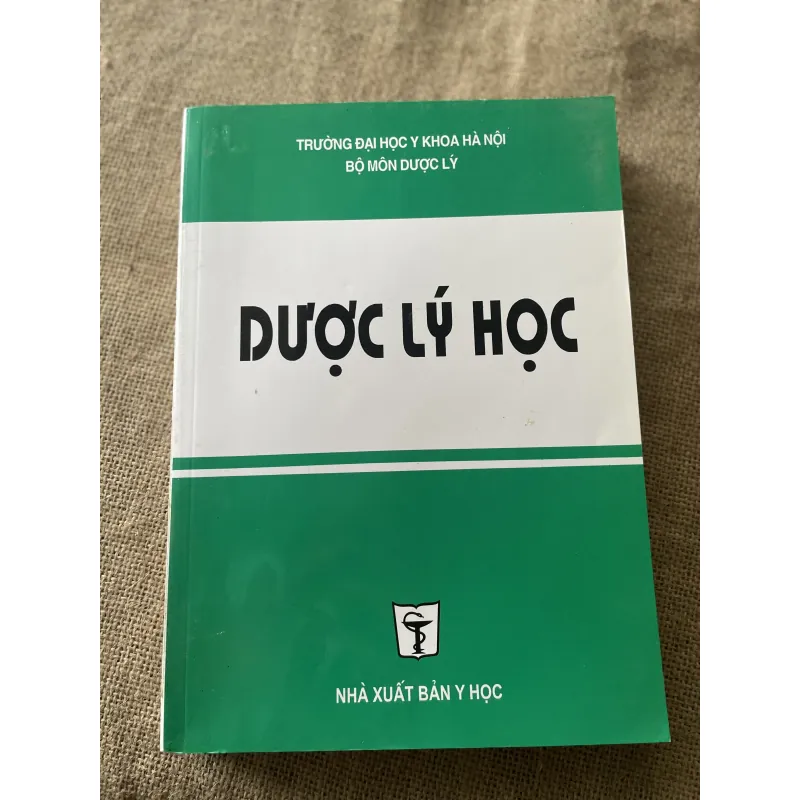 TRƯỜNG ĐẠI HỌC Y KHOA HÀ NỘI
BỘ MÔN DƯỢC LÝ
DƯỢC LÝ HỌC
NHÀ XUẤT BẢN Y HỌC